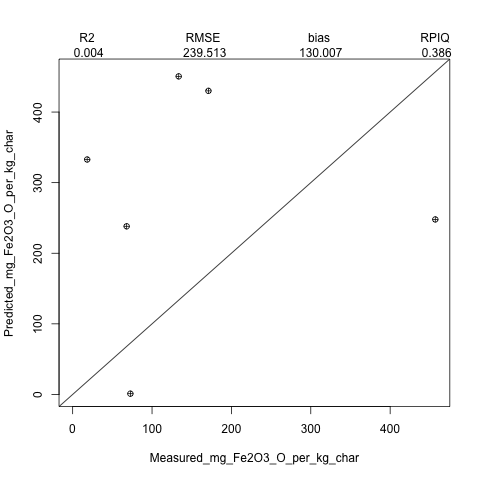 R2 RMSE bias RPIQ
0.004 239.513 130.007 0.386
Predicted_mg_Fe2O3_O_per_kg_char
400
300
200
100
0
0 100 200 300 400
Measured_mg_Fe2O3_O_per_kg_char